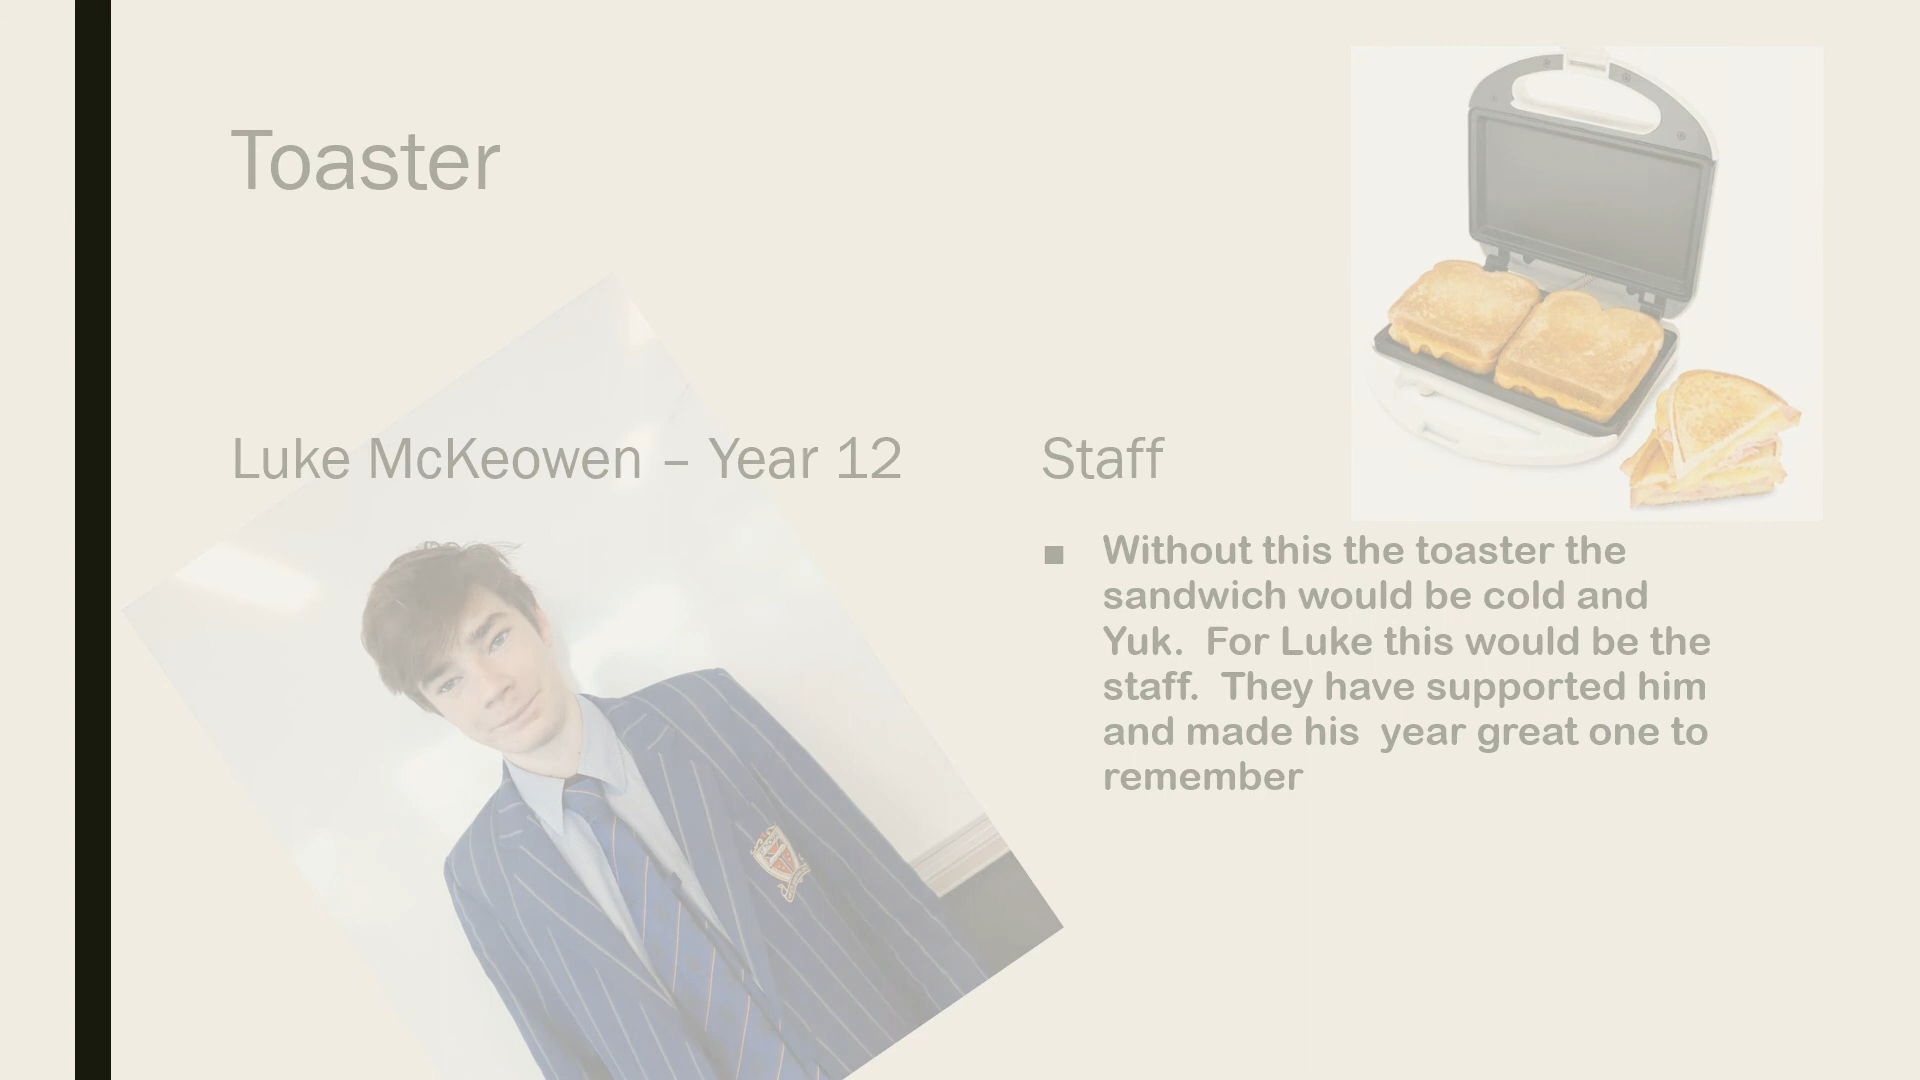 Toaster
Luke McKeowen – Year 12
Staff
■ Without this the toaster the
sandwich would be cold and
Yuk.  For Luke this would be the
staff.  They have supported him
and made his  year great one to
remember